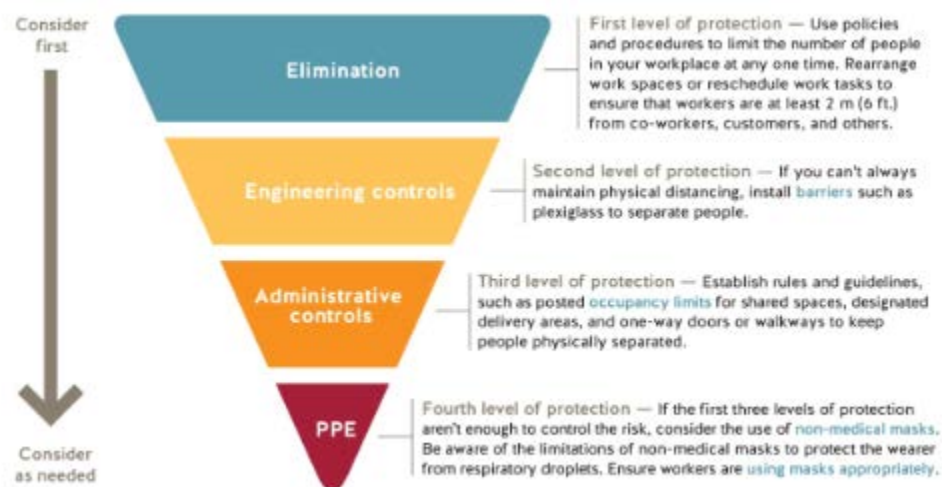 Consider
first
Elimination
First level of protection — Use policies
and procedures to limit the number of people
in your workplace at any one time. Rearrange
work spaces or reschedule work tasks to
ensure that workers are at least 2 m (6 ft.)
from co-workers, customers, and others.
Engineering controls
Second level of protection — If you can't always
maintain physical distancing, install barriers such as
plexiglass to separate people.
Administrative
controls
Third level of protection — Establish rules and guidelines,
such as posted occupancy limits for shared spaces, designated
delivery areas, and one-way doors or walkways to keep
people physically separated.
PPE
Fourth level of protection — If the first three levels of protection
aren't enough to control the risk, consider the use of non-medical masks.
Be aware of the limitations of non-medical masks to protect the wearer
from respiratory droplets. Ensure workers are using masks appropriately.
Consider
as needed